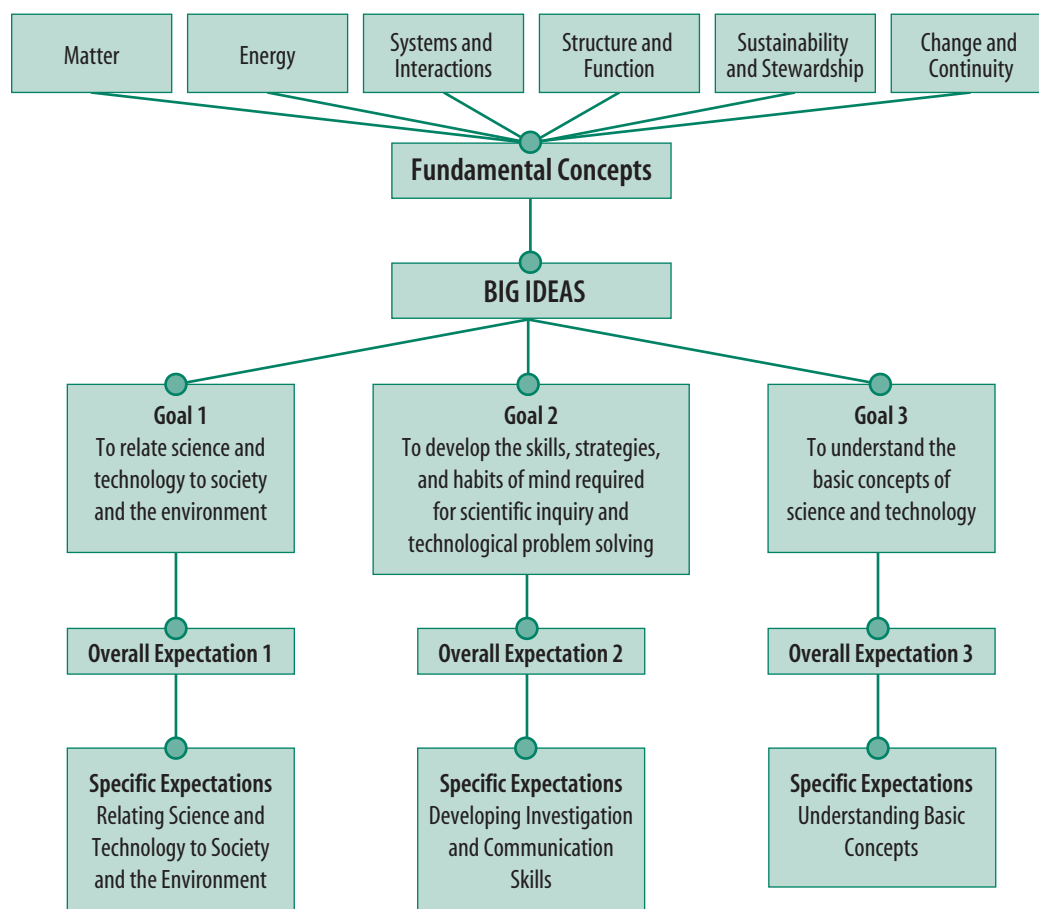 Matter
Energy
Systems and
Interactions
Structure and
Function
Sustainability
and Stewardship
Change and
Continuity
Fundamental Concepts
BIG IDEAS
Goal 1
To relate science and
technology to society
and the environment
Goal 2
To develop the skills, strategies,
and habits of mind required
for scientific inquiry and
technological problem solving
Goal 3
To understand the
basic concepts of
science and technology
Overall Expectation 1
Overall Expectation 2
Overall Expectation 3
Specific Expectations
Relating Science and
Technology to Society
and the Environment
Specific Expectations
Developing Investigation
and Communication
Skills
Specific Expectations
Understanding Basic
Concepts